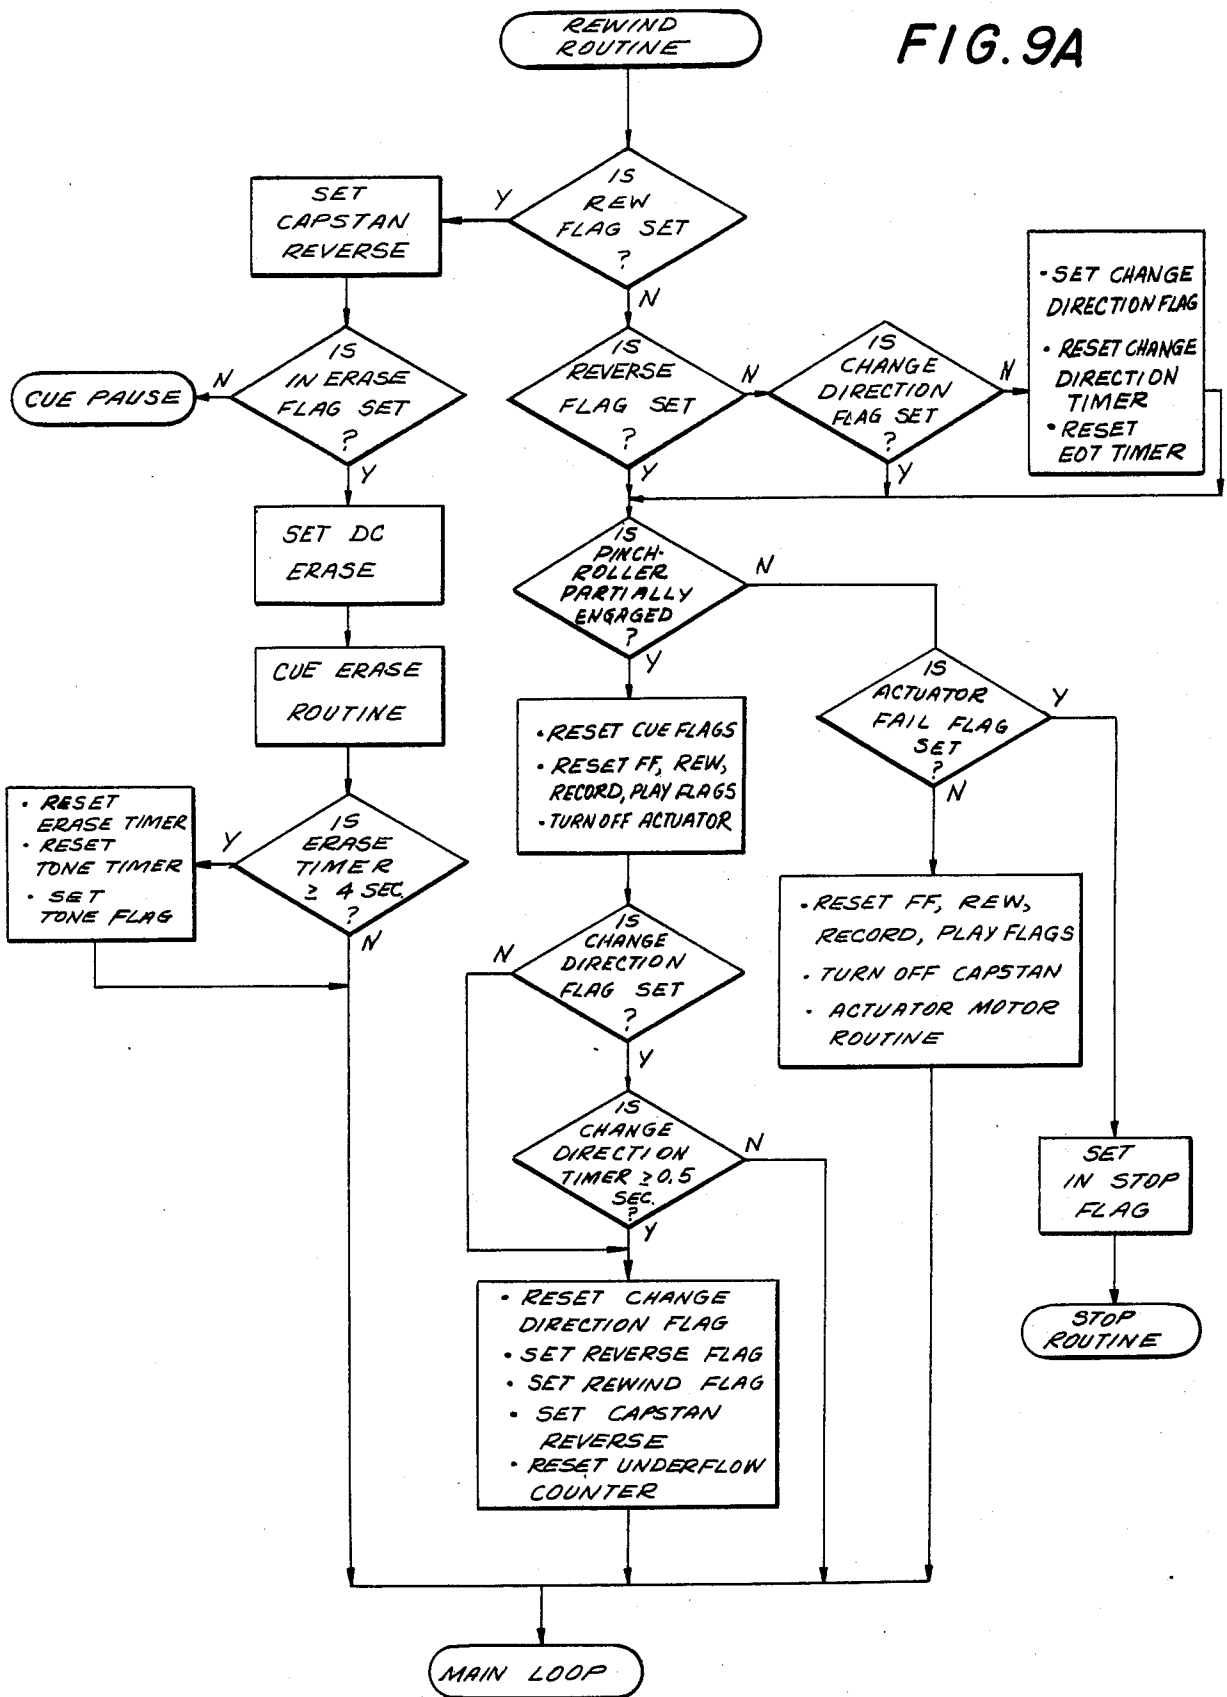 REWIND
ROUTINE
FIG. 9A
IS
REW
FLAG SET
?
Y
N
SET
CAPSTAN
REVERSE
IS
IN ERASE
FLAG SET
?
N
Y
CUE PAUSE
IS
REVERSE
FLAG SET
?
N
Y
IS
CHANGE
DIRECTION
FLAG SET
?
N
Y
• SET CHANGE
DIRECTION FLAG
• RESET CHANGE
DIRECTION
TIMER
• RESET
EOT TIMER
SET DC
ERASE
CUE ERASE
ROUTINE
IS
ERASE
TIMER
≥ 4 SEC.
?
Y
N
• RESET
ERASE TIMER
• RESET
TONE TIMER
• SET
TONE FLAG
IS
PINCH-
ROLLER
PARTIALLY
ENGAGED
?
N
Y
IS
ACTUATOR
FAIL FLAG
SET
?
Y
N
• RESET CUE FLAGS
• RESET FF, REW,
RECORD, PLAY FLAGS
• TURN OFF ACTUATOR
• RESET FF, REW,
RECORD, PLAY FLAGS
• TURN OFF CAPSTAN
• ACTUATOR MOTOR
ROUTINE
IS
CHANGE
DIRECTION
FLAG SET
?
N
Y
IS
CHANGE
DIRECTION
TIMER ≥ 0.5
SEC.
?
N
Y
SET
IN STOP
FLAG
STOP
ROUTINE
• RESET CHANGE
DIRECTION FLAG
• SET REVERSE FLAG
• SET REWIND FLAG
• SET CAPSTAN
REVERSE
• RESET UNDERFLOW
COUNTER
MAIN LOOP